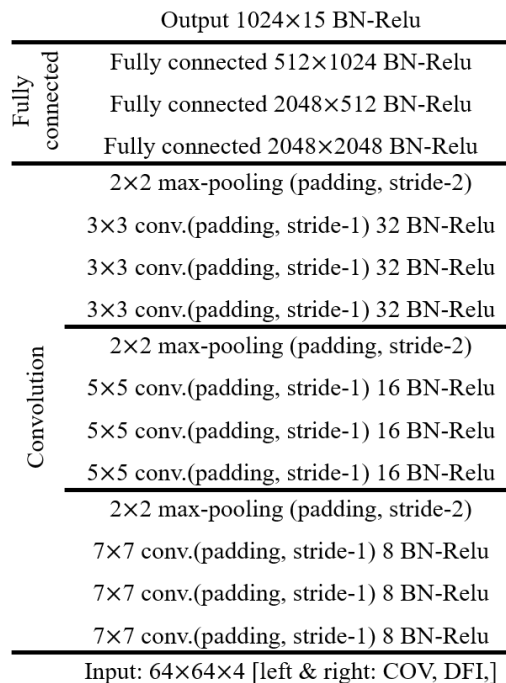 Output 1024×15 BN-Relu
Fully connected
Fully connected 512×1024 BN-Relu
Fully connected 2048×512 BN-Relu
Fully connected 2048×2048 BN-Relu
Convolution
2×2 max-pooling (padding, stride-2)
3×3 conv.(padding, stride-1) 32 BN-Relu
3×3 conv.(padding, stride-1) 32 BN-Relu
3×3 conv.(padding, stride-1) 32 BN-Relu
2×2 max-pooling (padding, stride-2)
5×5 conv.(padding, stride-1) 16 BN-Relu
5×5 conv.(padding, stride-1) 16 BN-Relu
5×5 conv.(padding, stride-1) 16 BN-Relu
2×2 max-pooling (padding, stride-2)
7×7 conv.(padding, stride-1) 8 BN-Relu
7×7 conv.(padding, stride-1) 8 BN-Relu
7×7 conv.(padding, stride-1) 8 BN-Relu
Input: 64×64×4 [left & right: COV, DFI,]